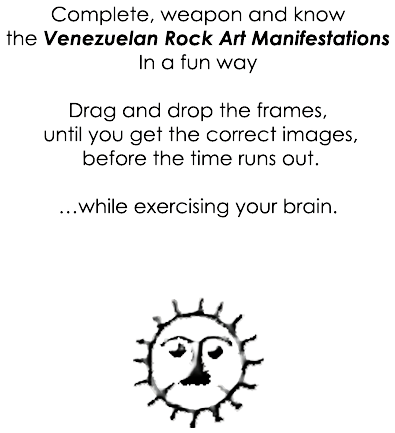 Complete, weapon and know
the Venezuelan Rock Art Manifestations
In a fun way
Drag and drop the frames,
until you get the correct images,
before the time runs out.
...while exercising your brain.